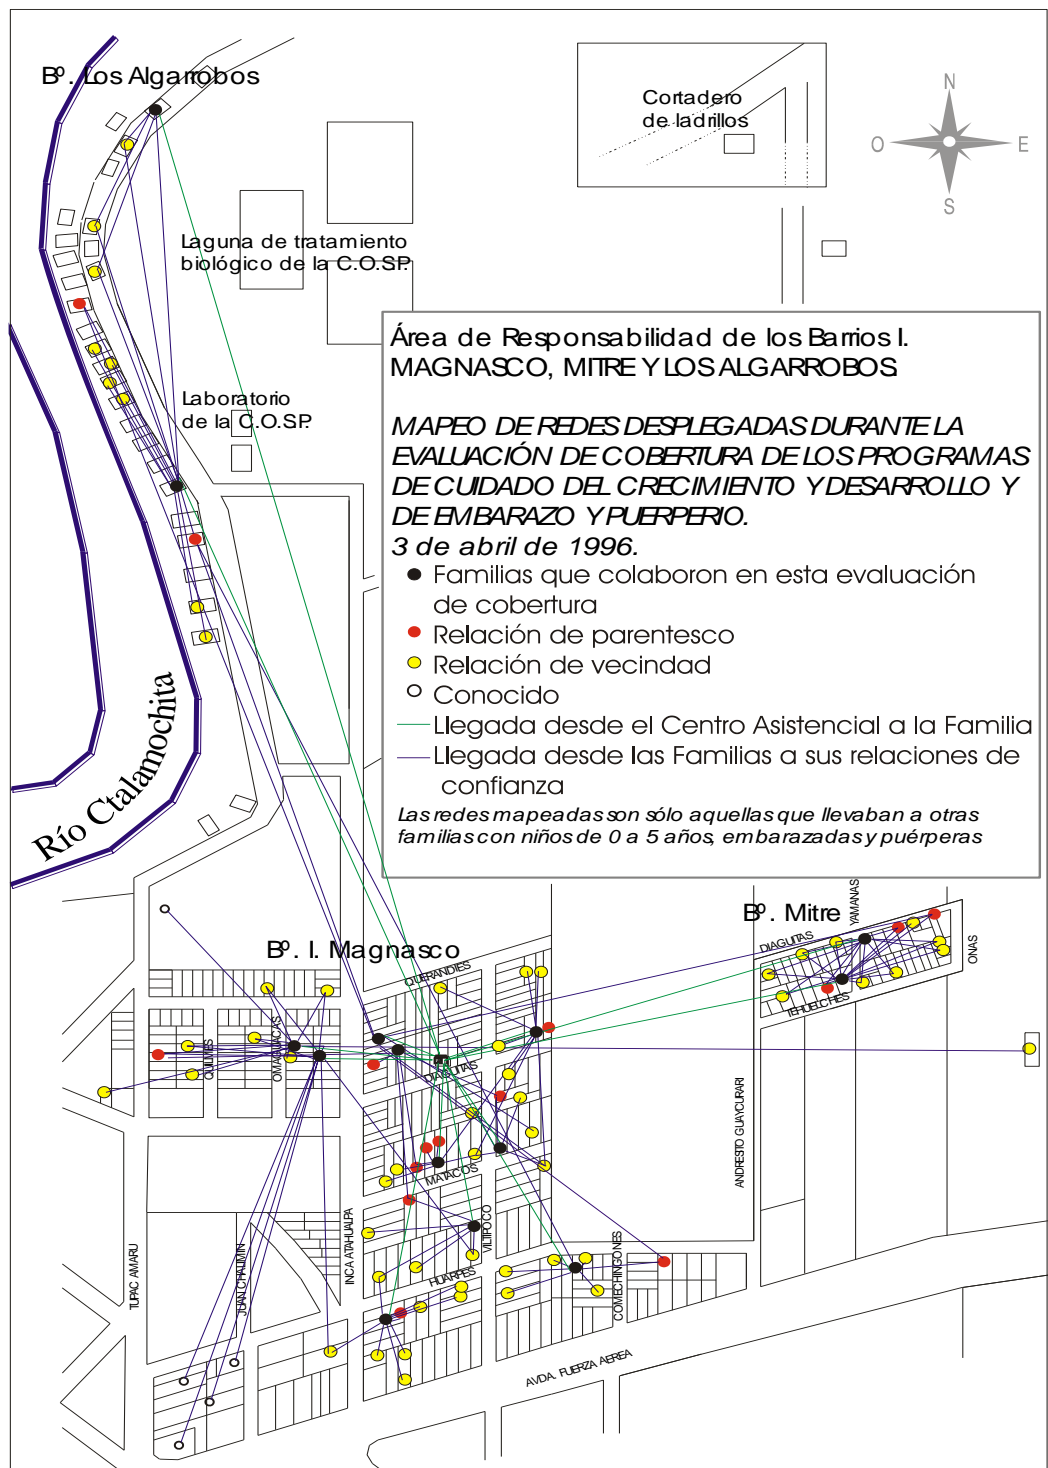 Bº. Los Algarrobos
Cortadero
de ladrillos
N
O
E
S
Laguna de tratamiento
biológico de la C.O.S.P.
Área de Responsabilidad de los Barrios I.
MAGNASCO, MITRE Y LOS ALGARROBOS.
Laboratorio
de la C.O.S.P.
MAPEO DE REDES DESPLEGADAS DURANTE LA
EVALUACIÓN DE COBERTURA DE LOS PROGRAMAS
DE CUIDADO DEL CRECIMIENTO Y DESARROLLO Y
DE EMBARAZO Y PUERPERIO.
3 de abril de 1996.
Familias que colaboron en esta evaluación
de cobertura
Relación de parentesco
Relación de vecindad
Conocido
Llegada desde el Centro Asistencial a la Familia
Llegada desde las Familias a sus relaciones de
confianza
Las redes mapeadas son sólo aquellas que llevaban a otras
familias con niños de 0 a 5 años, embarazadas y puérperas
Río Ctalamochita
Bº. Mitre
YAMANAS
DIAGUITAS
ONAS
TEHUELCHES
Bº. I. Magnasco
QUERANDIES
QUILMES
OMAGUACAS
DIAGUITAS
ANDRESITO GUAYCURARI
MATACOS
INCA ATAHUALPA
VILTIPOCO
TUPAC AMARU
JUAN CHALIMIN
HUARPES
COMECHINGONES
AVDA. FUERZA AEREA